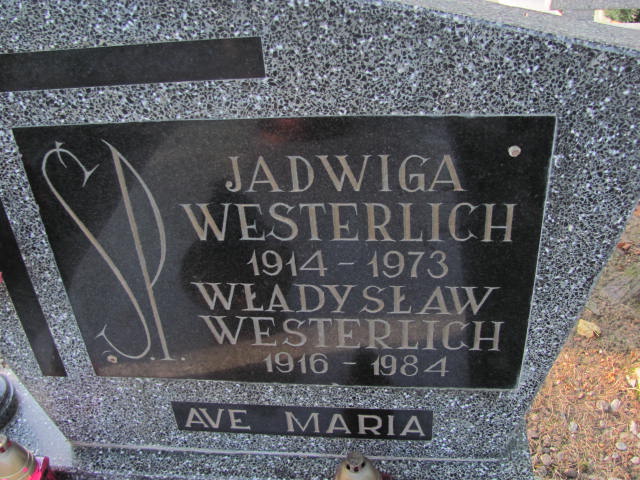 Ś.P.
JADWIGA
WESTERLICH
1914 - 1973
WŁADYSŁAW
WESTERLICH
1916 - 1984
AVE MARIA